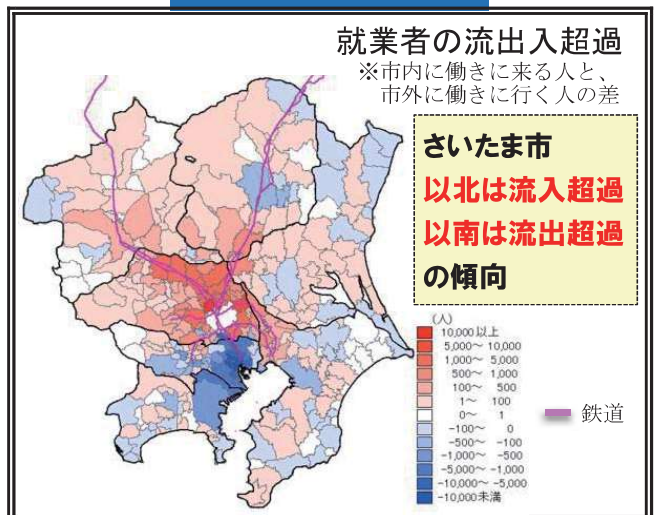 就業者の流出入超過
※市内に働きに来る人と、
市外に働きに行く人の差
さいたま市
以北は流入超過
以南は流出超過
の傾向
(人)
10,000以上
5,000～ 10,000
1,000～ 5,000
500～ 1,000
100～ 500
1～ 100
0～ 1
-100～ 0
-500～ -100
-1,000～ -500
-5,000～ -1,000
-10,000～ -5,000
-10,000未満
鉄道